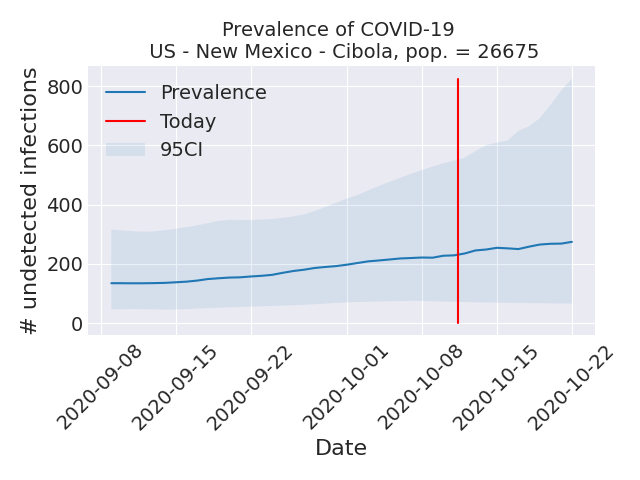 Prevalence of COVID-19
US - New Mexico - Cibola, pop. = 26675
# undetected infections
800
600
400
200
0
Prevalence
Today
95CI
2020-09-08
2020-09-15
2020-09-22
2020-10-01
2020-10-08
2020-10-15
2020-10-22
Date